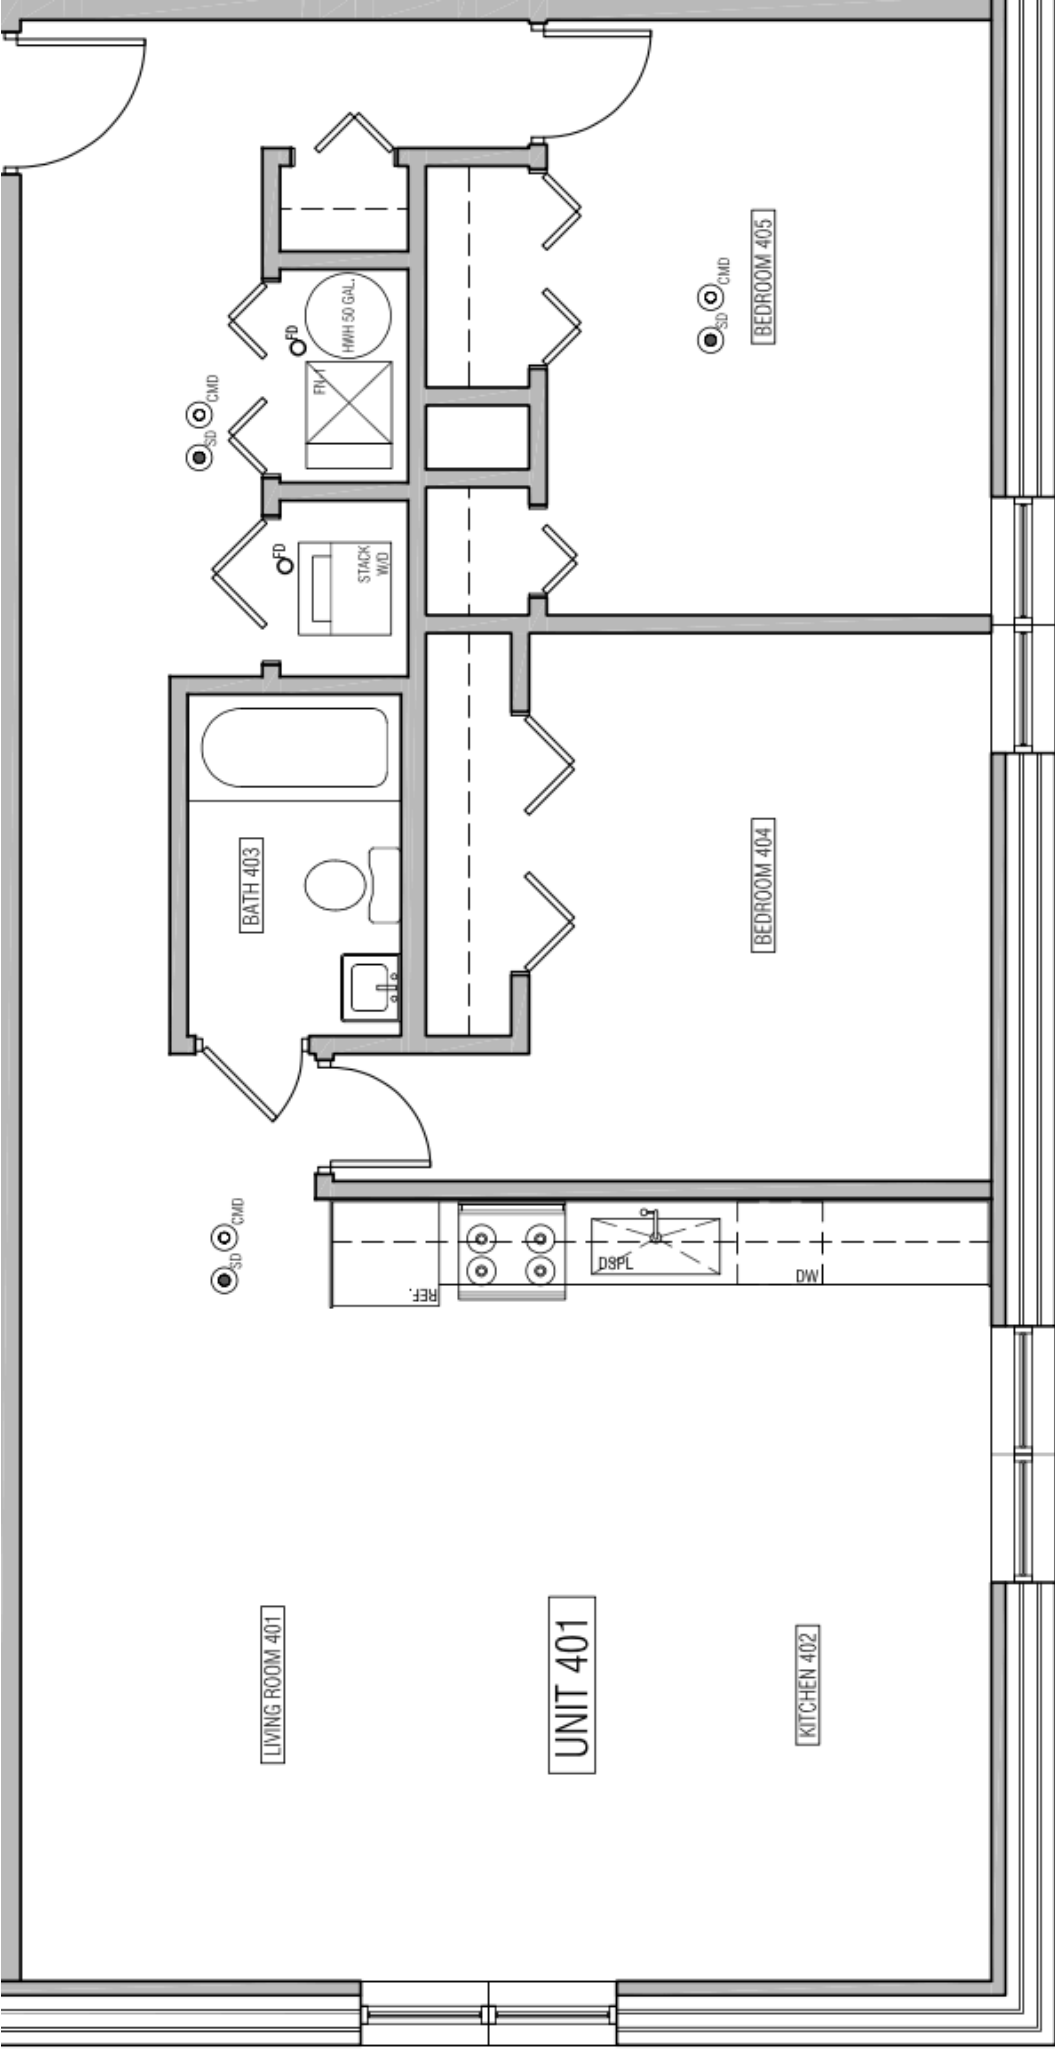 BEDROOM 405
CMD
SD
HWH 50 GAL.
FD
FN-1
CMD
SD
FD
STACK
W/D
BATH 403
BEDROOM 404
CMD
SD
REF.
DSPL
DW
LIVING ROOM 401
UNIT 401
KITCHEN 402